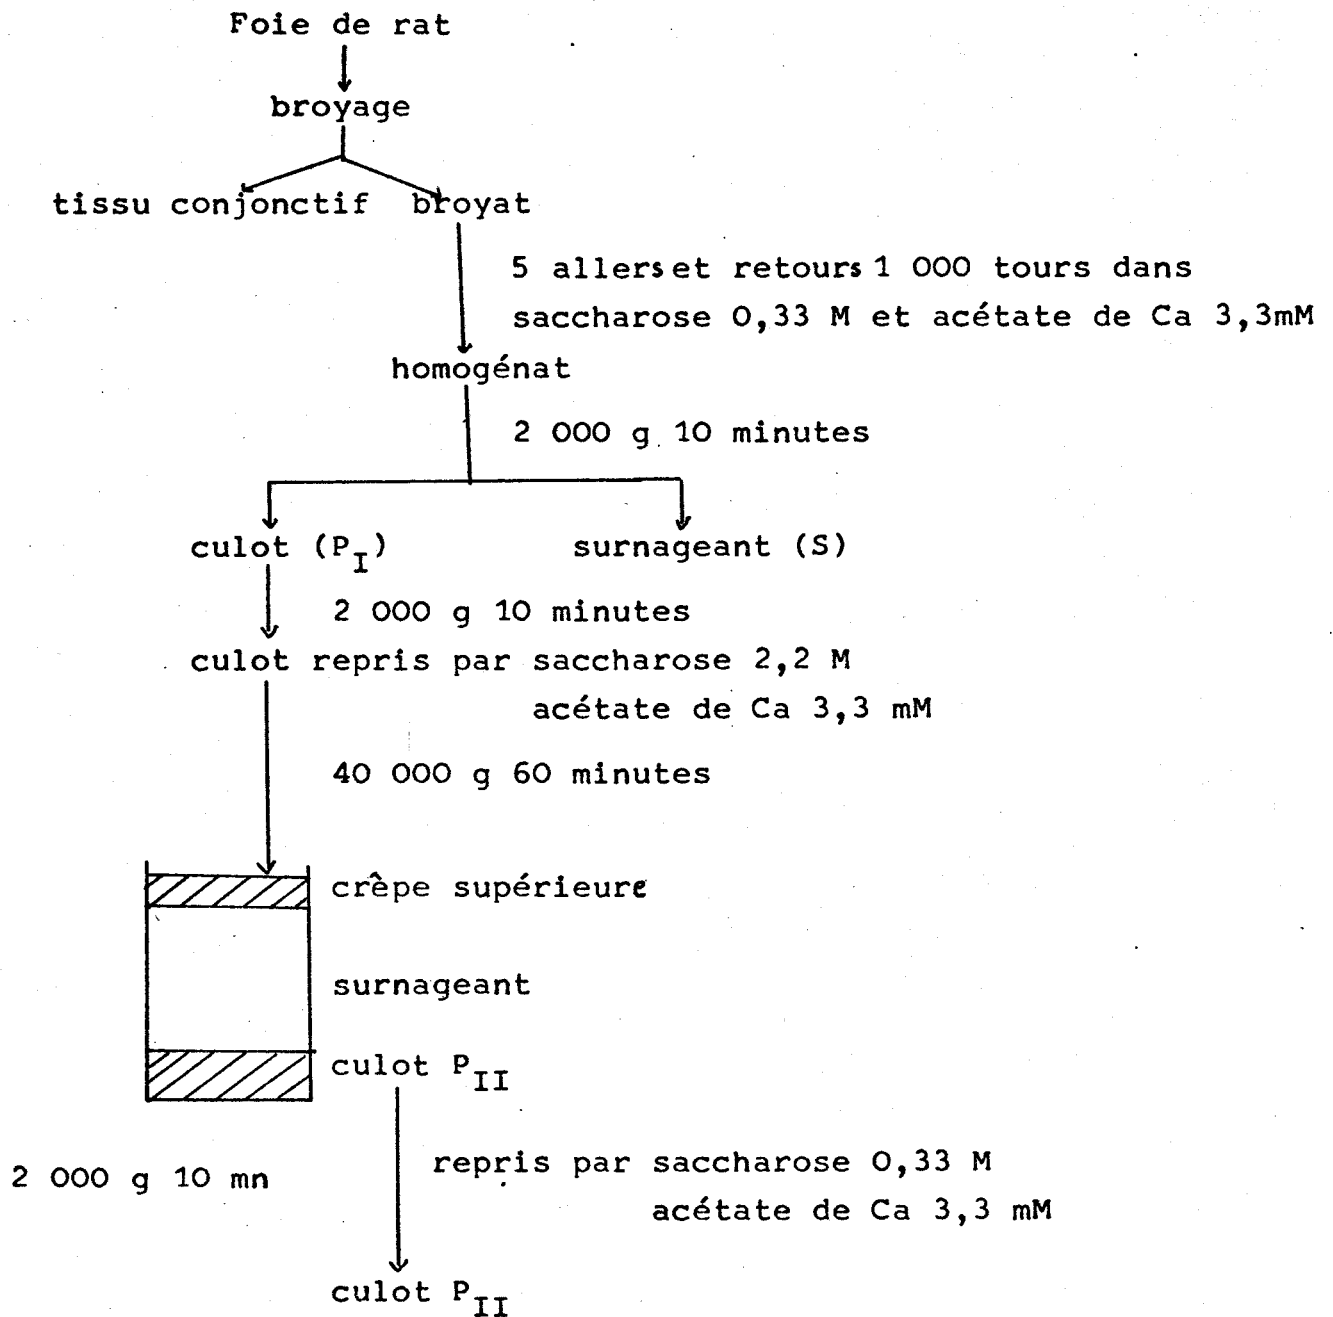 Foie de rat
broyage
tissu conjonctif broyat
5 allers et retours 1 000 tours dans
saccharose 0,33 M et acétate de Ca 3,3mM
homogénat
2 000 g 10 minutes
culot (P_I) surnageant (S)
2 000 g 10 minutes
culot repris par saccharose 2,2 M
acétate de Ca 3,3 mM
40 000 g 60 minutes
crêpe supérieure
surnageant
culot P_II
2 000 g 10 mn
repris par saccharose 0,33 M
acétate de Ca 3,3 mM
culot P_II